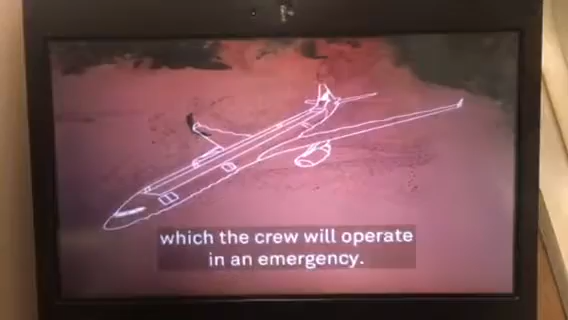 which the crew will operate
in an emergency.